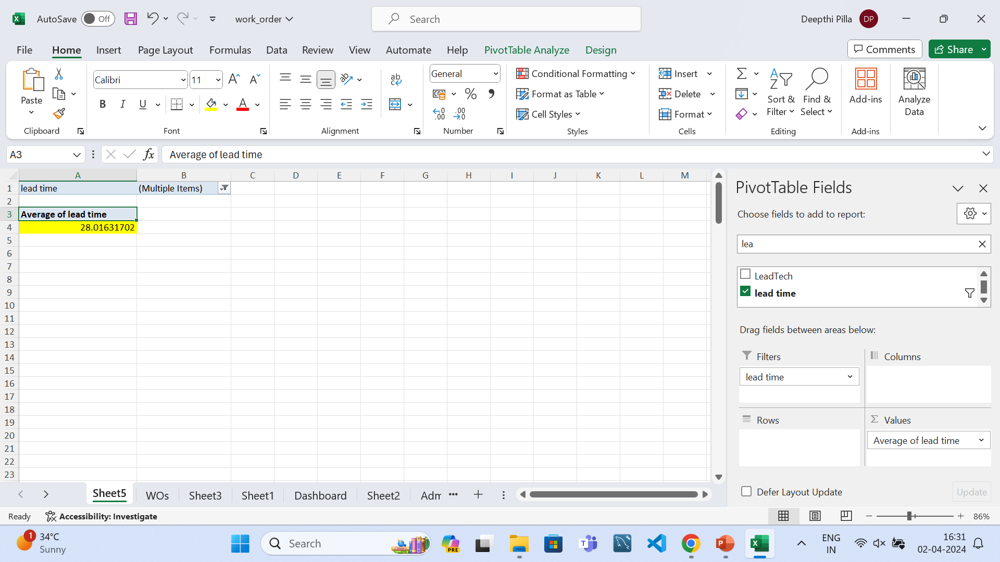 AutoSave Off work_order Search Deepthi Pilla DP
File Home Insert Page Layout Formulas Data Review View Automate Help PivotTable Analyze Design Comments Share
Paste
Clipboard
Calibri 11
B I U A
Font
ab
Alignment
General
% ,
Number
Conditional Formatting
Format as Table
Cell Styles
Styles
Insert
Delete
Format
Cells
Sort & Filter
Find & Select
Editing
Add-ins
Add-ins
Analyze Data
A3 fx Average of lead time
A B C D E F G H I J K L M
1 lead time (Multiple Items)
2
3 Average of lead time
4 28.01631702
5
6
7
8
9
10
11
12
13
14
15
16
17
18
19
20
21
22
23
PivotTable Fields
Choose fields to add to report:
lea
LeadTech
lead time
Drag fields between areas below:
Filters Columns
lead time
Rows Σ Values
Average of lead time
Defer Layout Update Update
Sheet5 WOs Sheet3 Sheet1 Dashboard Sheet2 Adm
Ready Accessibility: Investigate 86%
1 34°C
Sunny
Search
PRE
ENG
IN
16:31
02-04-2024